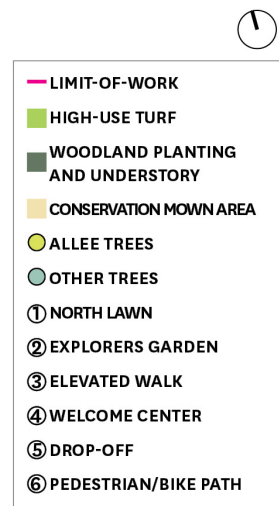 LIMIT-OF-WORK
HIGH-USE TURF
WOODLAND PLANTING
AND UNDERSTORY
CONSERVATION MOWN AREA
ALLEE TREES
OTHER TREES
① NORTH LAWN
② EXPLORERS GARDEN
③ ELEVATED WALK
④ WELCOME CENTER
⑤ DROP-OFF
⑥ PEDESTRIAN/BIKE PATH